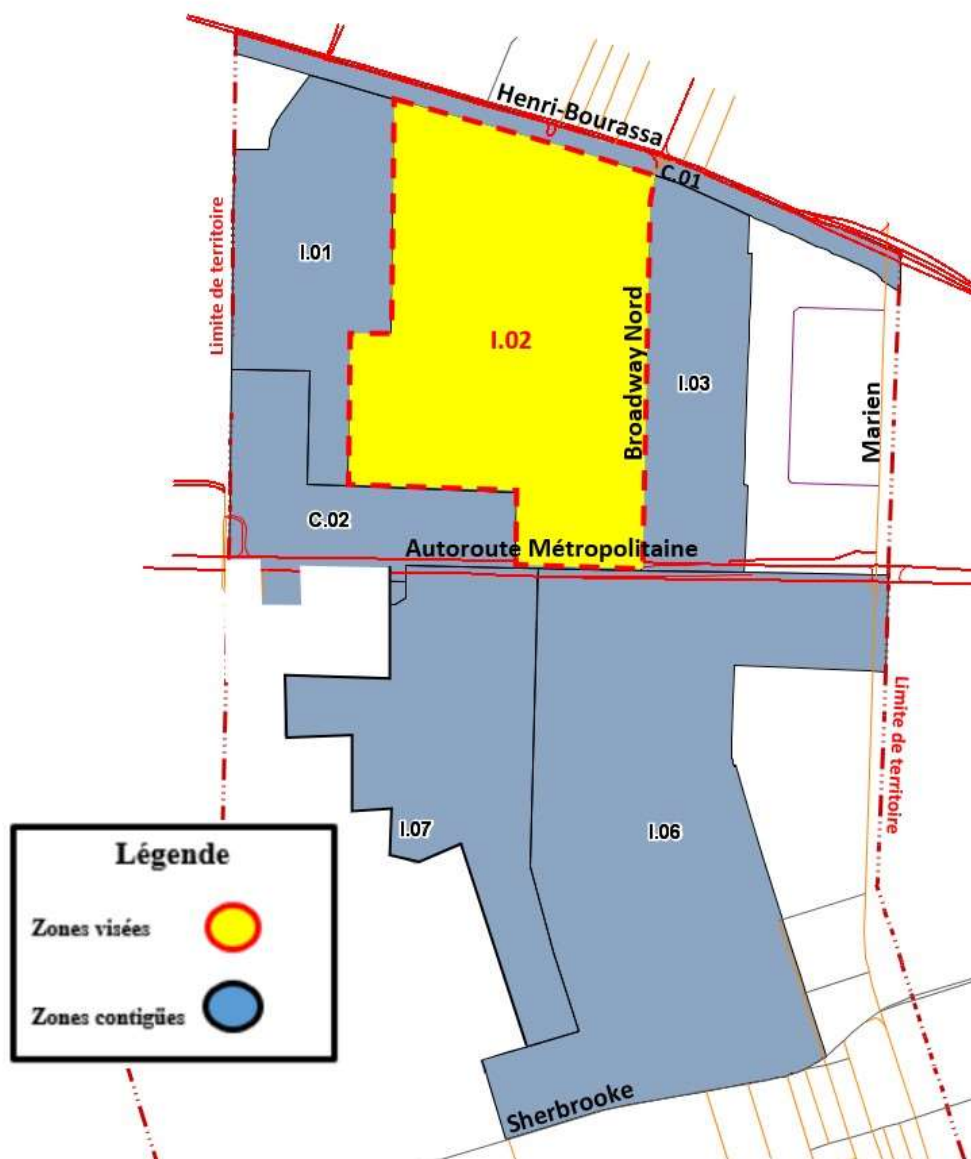 Henri-Bourassa
C.01
Limite de territoire
I.01
I.02
Broadway Nord
I.03
Marien
C.02
Autoroute Métropolitaine
Limite de territoire
I.07
I.06
Légende
Zones visées
Zones contigües
Sherbrooke